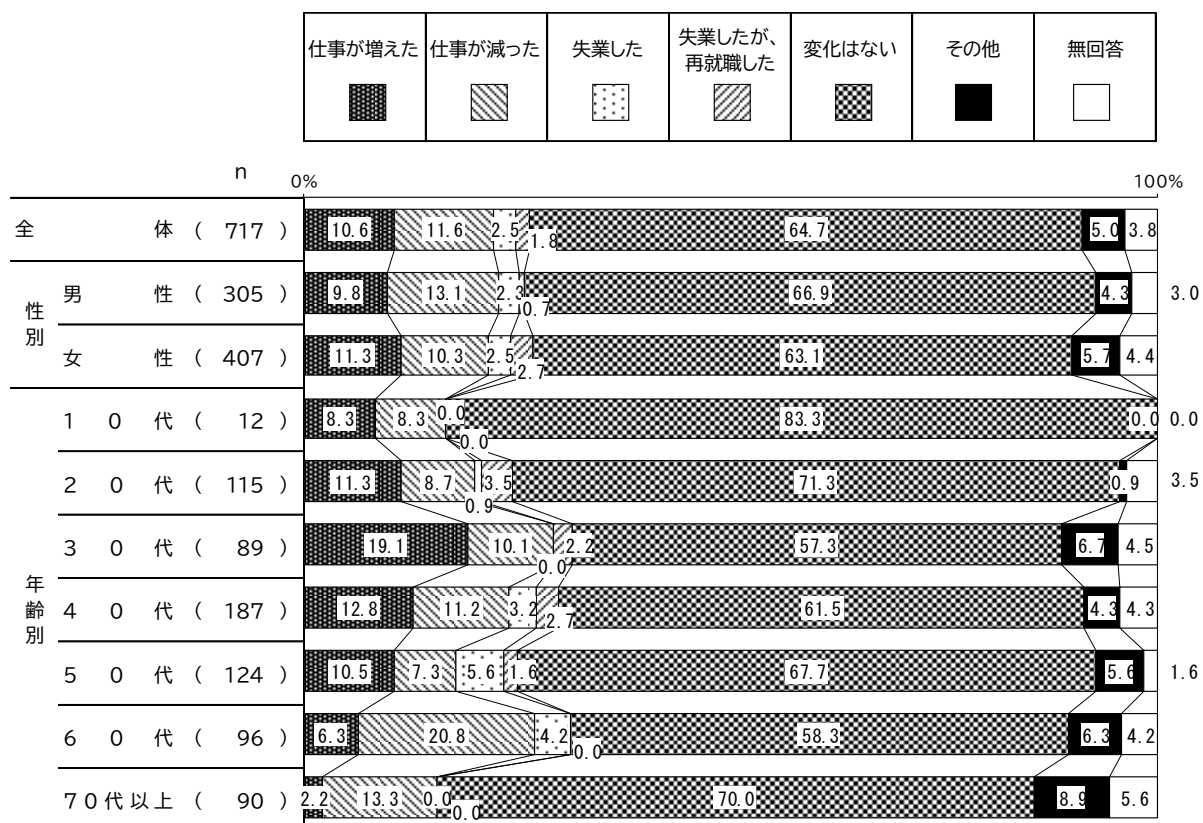 仕事が増えた 仕事が減った 失業した 失業したが、再就職した 変化はない その他 無回答
n
0% 100%
全体 ( 717 ) 10.6 11.6 2.5 1.8 64.7 5.0 3.8
性別
男性 ( 305 ) 9.8 13.1 2.3 0.7 66.9 4.3 3.0
女性 ( 407 ) 11.3 10.3 2.5 2.7 63.1 5.7 4.4
年齢別
10代 ( 12 ) 8.3 8.3 0.0 0.0 83.3 0.0 0.0
20代 ( 115 ) 11.3 8.7 0.9 3.5 71.3 0.9 3.5
30代 ( 89 ) 19.1 10.1 0.0 2.2 57.3 6.7 4.5
40代 ( 187 ) 12.8 11.2 3.2 2.7 61.5 4.3 4.3
50代 ( 124 ) 10.5 7.3 5.6 1.6 67.7 5.6 1.6
60代 ( 96 ) 6.3 20.8 4.2 0.0 58.3 6.3 4.2
70代以上 ( 90 ) 2.2 13.3 0.0 0.0 70.0 8.9 5.6